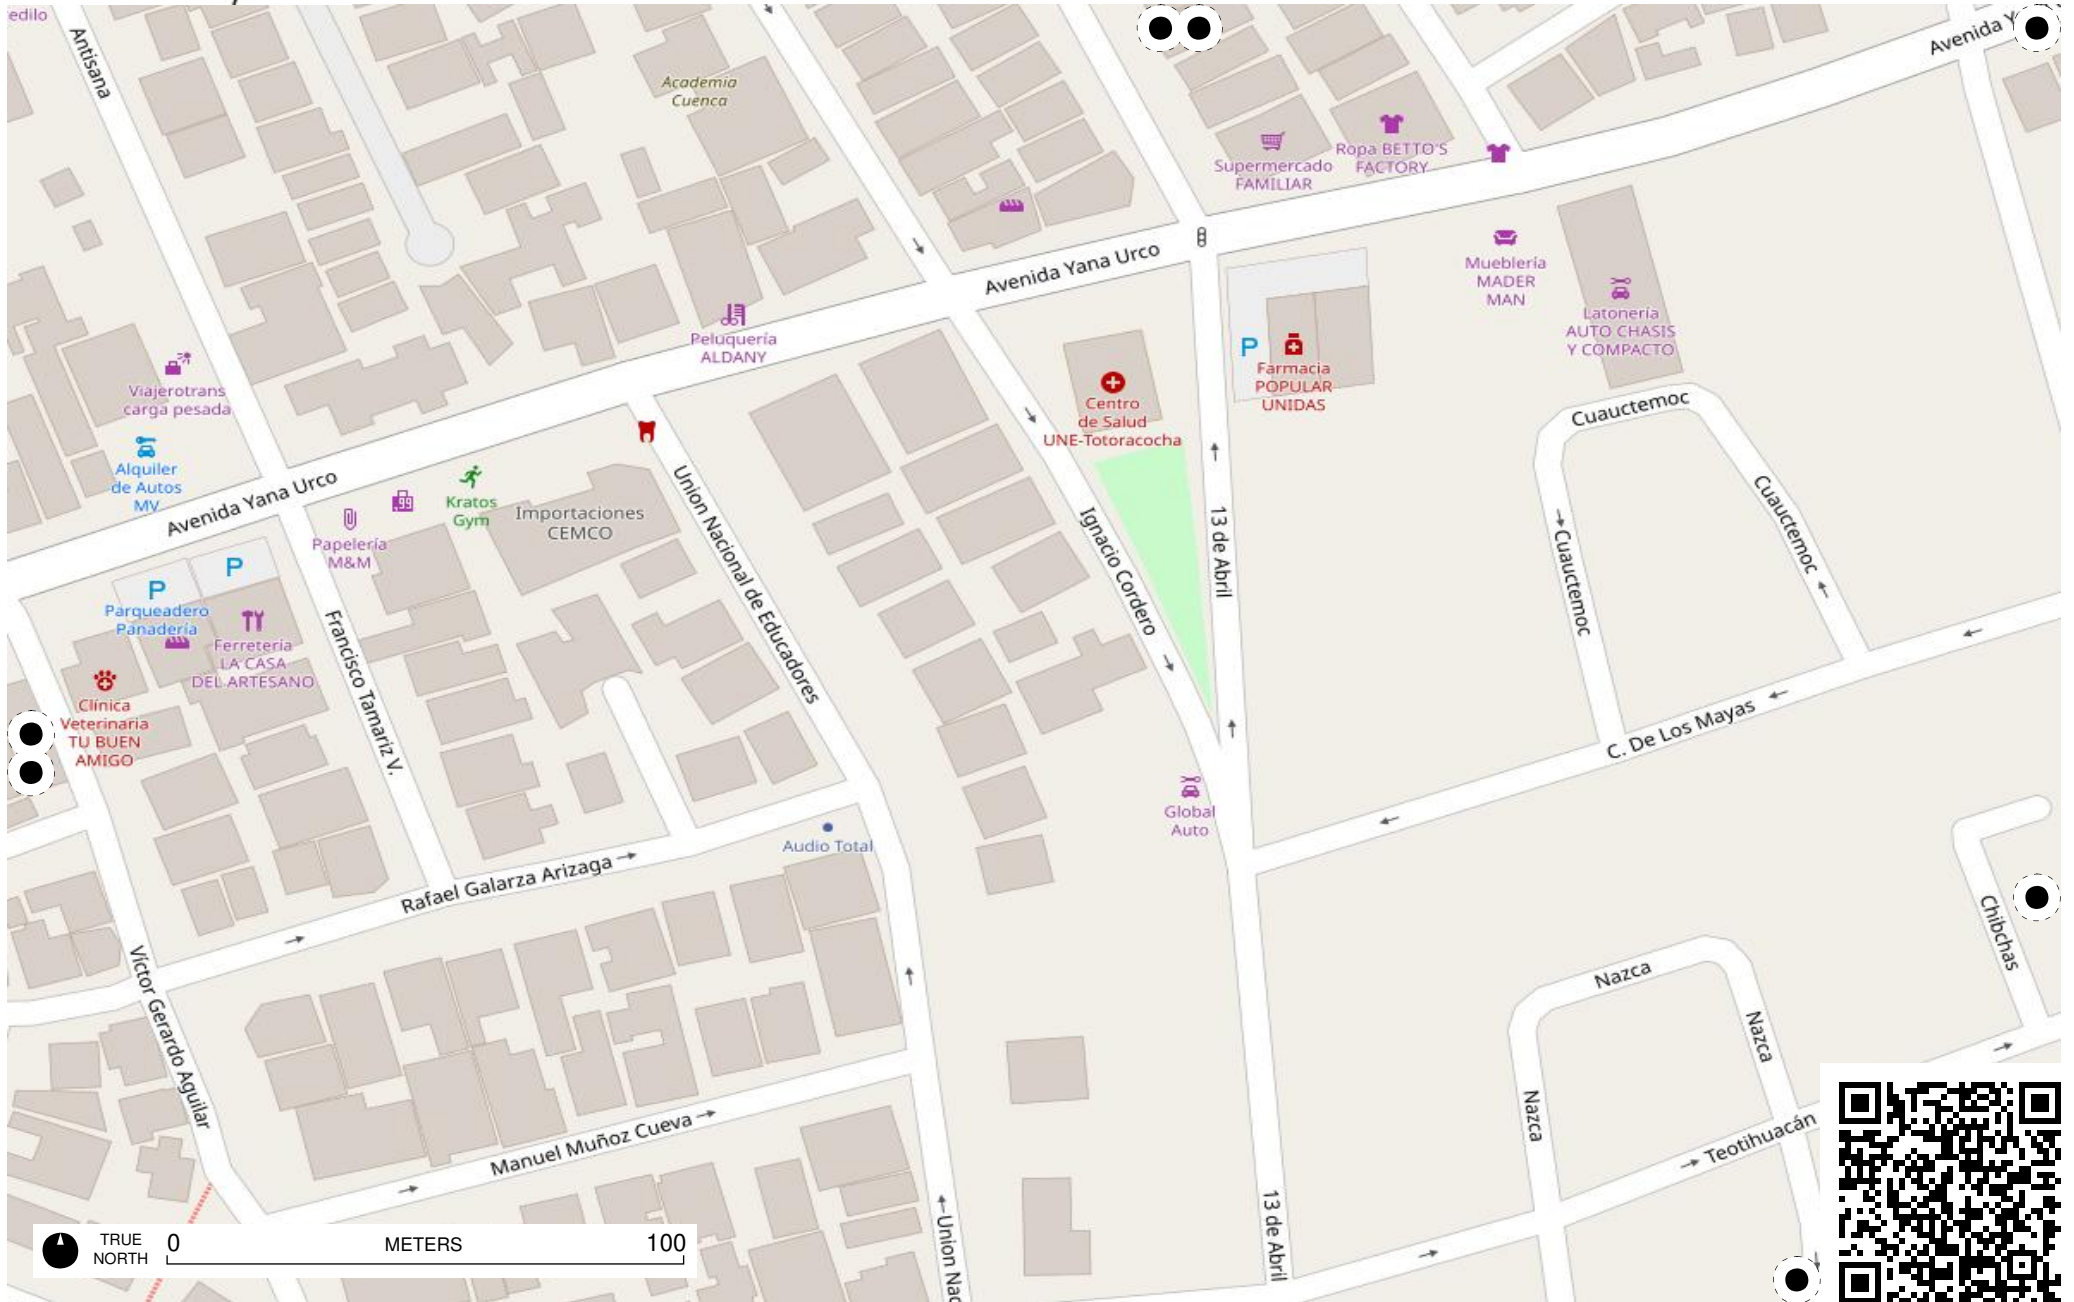 edilo
Antisana
Academia
Cuenca
Avenida Y
Supermercado
FAMILIAR
Ropa BETTO'S
FACTORY
Avenida Yana Urco
Mueblería
MADER
MAN
Latonería
AUTO CHASIS
Y COMPACTO
Peluquería
ALDANY
P
Farmacia
POPULAR
UNIDAS
Centro
de Salud
UNE-Totoracocha
Viajerotrans
carga pesada
Alquiler
de Autos
MV
Avenida Yana Urco
.99
Kratos
Gym
Importaciones
CEMCO
Papelería
M&M
Union Nacional de Educadores
Ignacio Cordero
13 de Abril
Cuauctemoc
Cuauctemoc
Cuauctemoc
P
P
Parqueadero
Panadería
Ferretería
LA CASA
DEL ARTESANO
Francisco Tamariz V.
Clínica
Veterinaria
TU BUEN
AMIGO
C. De Los Mayas
Global
Auto
Audio Total
Rafael Galarza Arizaga
Víctor Gerardo Aguilar
Chibchas
Nazca
Nazca
Nazca
Teotihuacán
Manuel Muñoz Cueva
13 de Abril
Union Nac
TRUE
NORTH
0 METERS 100